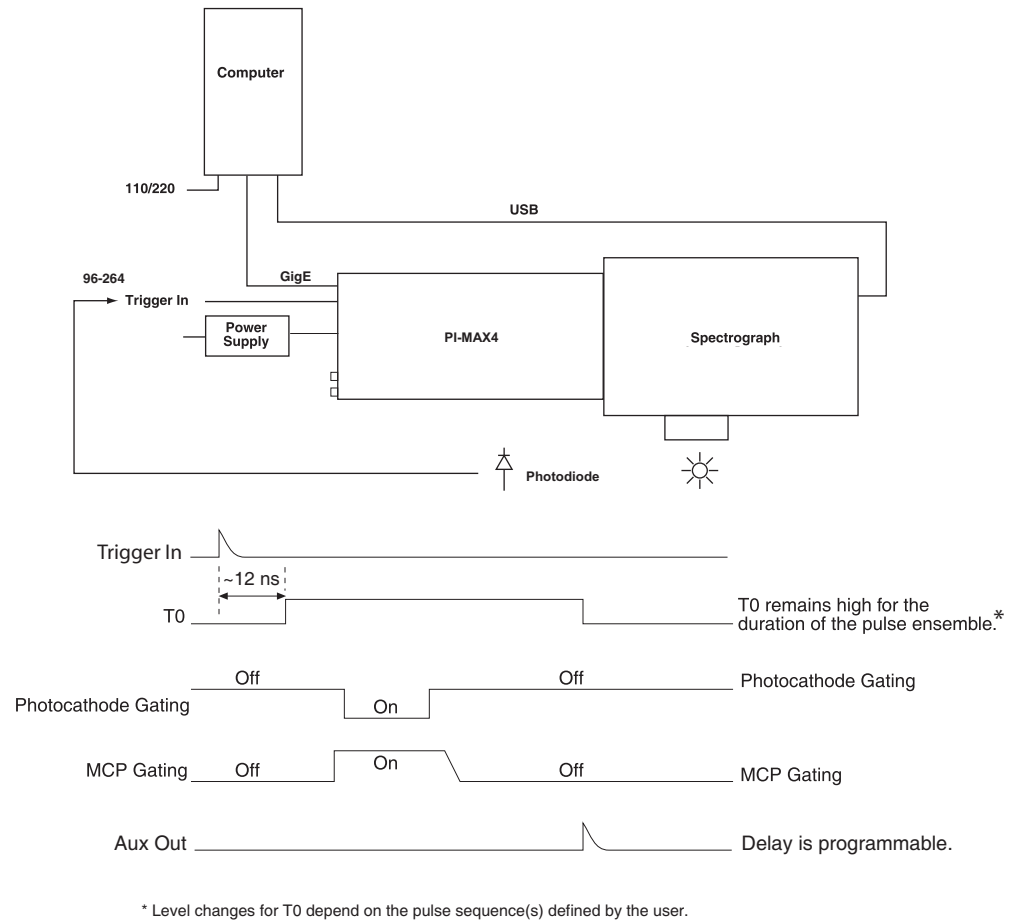 Computer
110/220
USB
96-264
GigE
Trigger In
Power
Supply
PI-MAX4
Spectrograph
Photodiode
Trigger In
~12 ns
T0
T0 remains high for the
duration of the pulse ensemble.*
Off
Off
Photocathode Gating
Photocathode Gating
On
MCP Gating
Off
On
Off
MCP Gating
Aux Out
Delay is programmable.
* Level changes for T0 depend on the pulse sequence(s) defined by the user.